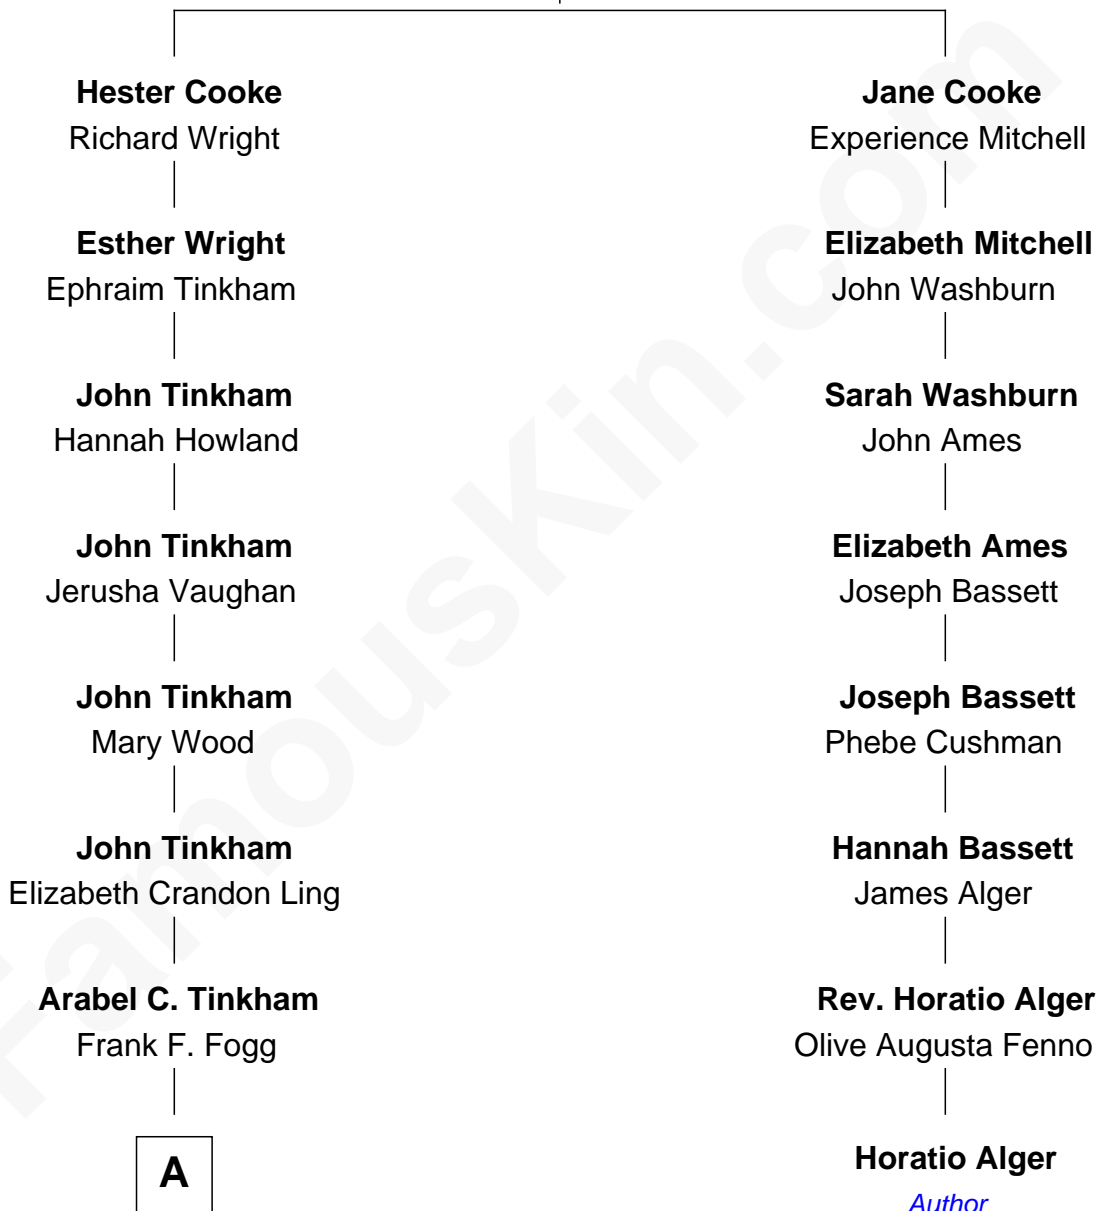 Hester Cooke
Richard Wright
Esther Wright
Ephraim Tinkham
John Tinkham
Hannah Howland
John Tinkham
Jerusha Vaughan
John Tinkham
Mary Wood
John Tinkham
Elizabeth Crandon Ling
Arabel C. Tinkham
Frank F. Fogg
A
Jane Cooke
Experience Mitchell
Elizabeth Mitchell
John Washburn
Sarah Washburn
John Ames
Elizabeth Ames
Joseph Bassett
Joseph Bassett
Phebe Cushman
Hannah Bassett
James Alger
Rev. Horatio Alger
Olive Augusta Fenno
Horatio Alger
Author
FamousKin.com